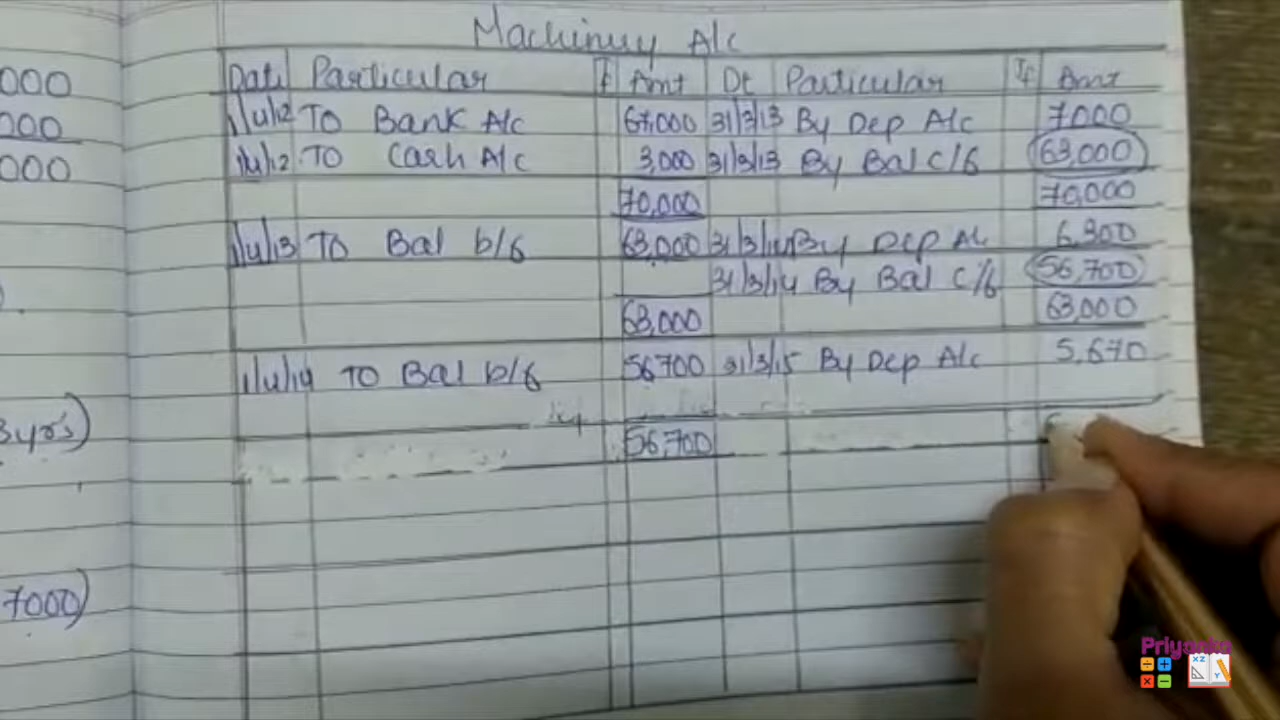 Machinery A/c
000 Date Particular Jf Amt Dt Particular Jf Amt
000 1/4/12 TO Bank A/c 67,000 31/3/13 By Dep A/c 7000
000 1/4/12 TO Cash A/c 3,000 31/3/13 By Bal c/b 63,000
70,000 70,000
1/4/13 TO Bal b/b 63,000 31/3/14 By Dep A/c 6,300
31/3/14 By Bal c/b 56,700
63,000 63,000
1/4/14 TO Bal b/b 56700 31/3/15 By Dep A/c 5,670
3yrs)
56,700
7000)
Priyanka